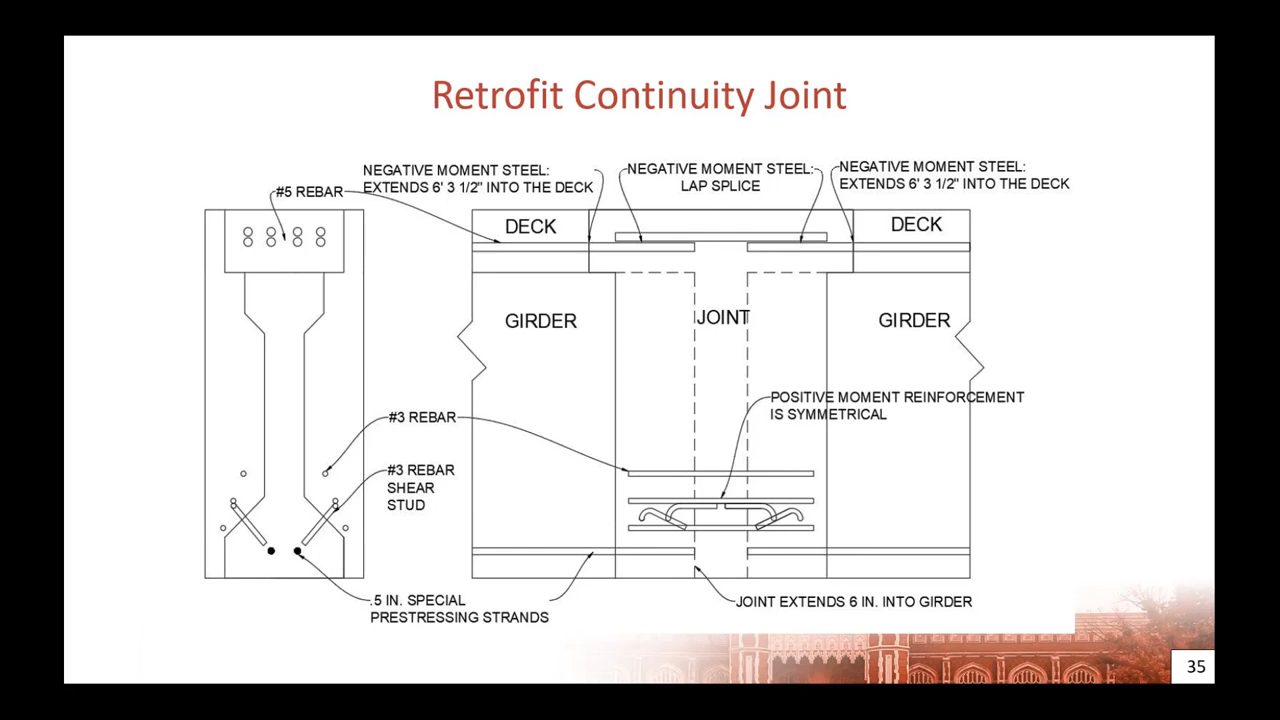 Retrofit Continuity Joint
NEGATIVE MOMENT STEEL:
EXTENDS 6' 3 1/2" INTO THE DECK
NEGATIVE MOMENT STEEL:
LAP SPLICE
NEGATIVE MOMENT STEEL:
EXTENDS 6' 3 1/2" INTO THE DECK
#5 REBAR
DECK
DECK
GIRDER
JOINT
GIRDER
POSITIVE MOMENT REINFORCEMENT
IS SYMMETRICAL
#3 REBAR
#3 REBAR
SHEAR
STUD
.5 IN. SPECIAL
PRESTRESSING STRANDS
JOINT EXTENDS 6 IN. INTO GIRDER
35